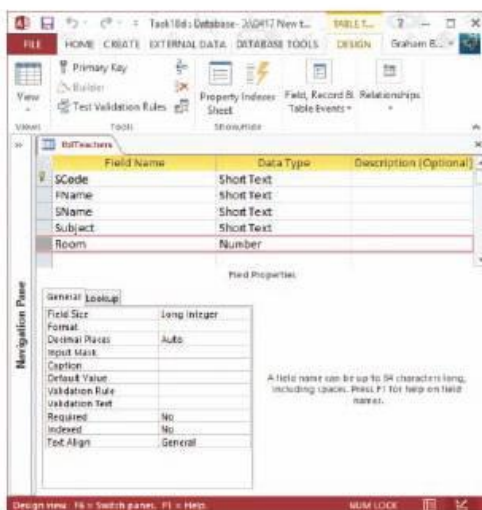 Task18d : Database- New t...
TABLE T...
?
FILE
HOME
CREATE
EXTERNAL DATA
DATABASE TOOLS
DESIGN
Graham B...
View
Primary Key
Builder
Test Validation Rules
Property Sheet
Indexes
Field, Record & Table Events
Relationships
Views
Tools
Show/Hide
tblTeachers
Field Name Data Type Description (Optional)
SCode Short Text
FName Short Text
SName Short Text
Subject Short Text
Room Number
Field Properties
Navigation Pane
General Lookup
Field Size Long Integer
Format
Decimal Places Auto
Input Mask
Caption
Default Value
Validation Rule
Validation Text
Required No
Indexed No
Text Align General
A field name can be up to 64 characters long,
including spaces. Press F1 for help on field
names.
Design view. F6 = Switch panes. F1 = Help. NUM LOCK